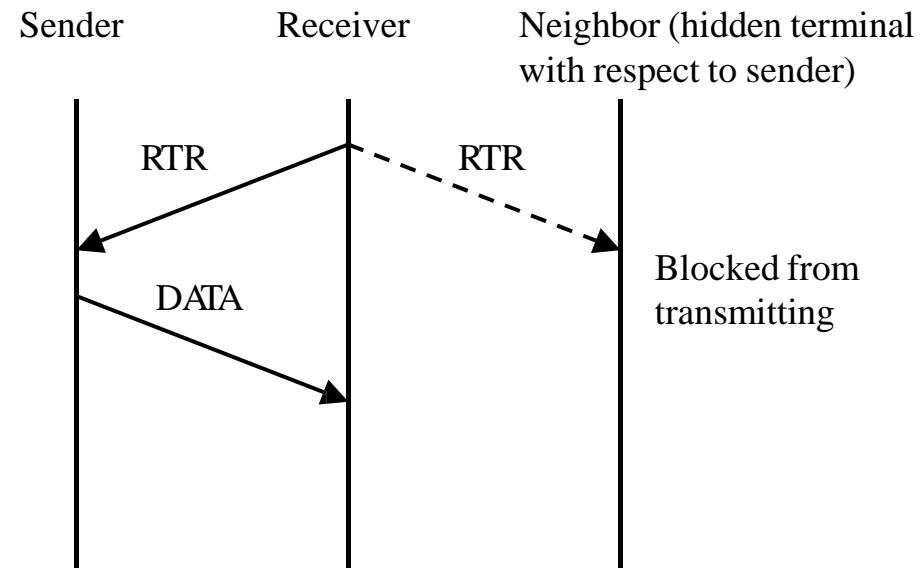 Sender
Receiver
Neighbor (hidden terminal
with respect to sender)
RTR
RTR
DATA
Blocked from
transmitting